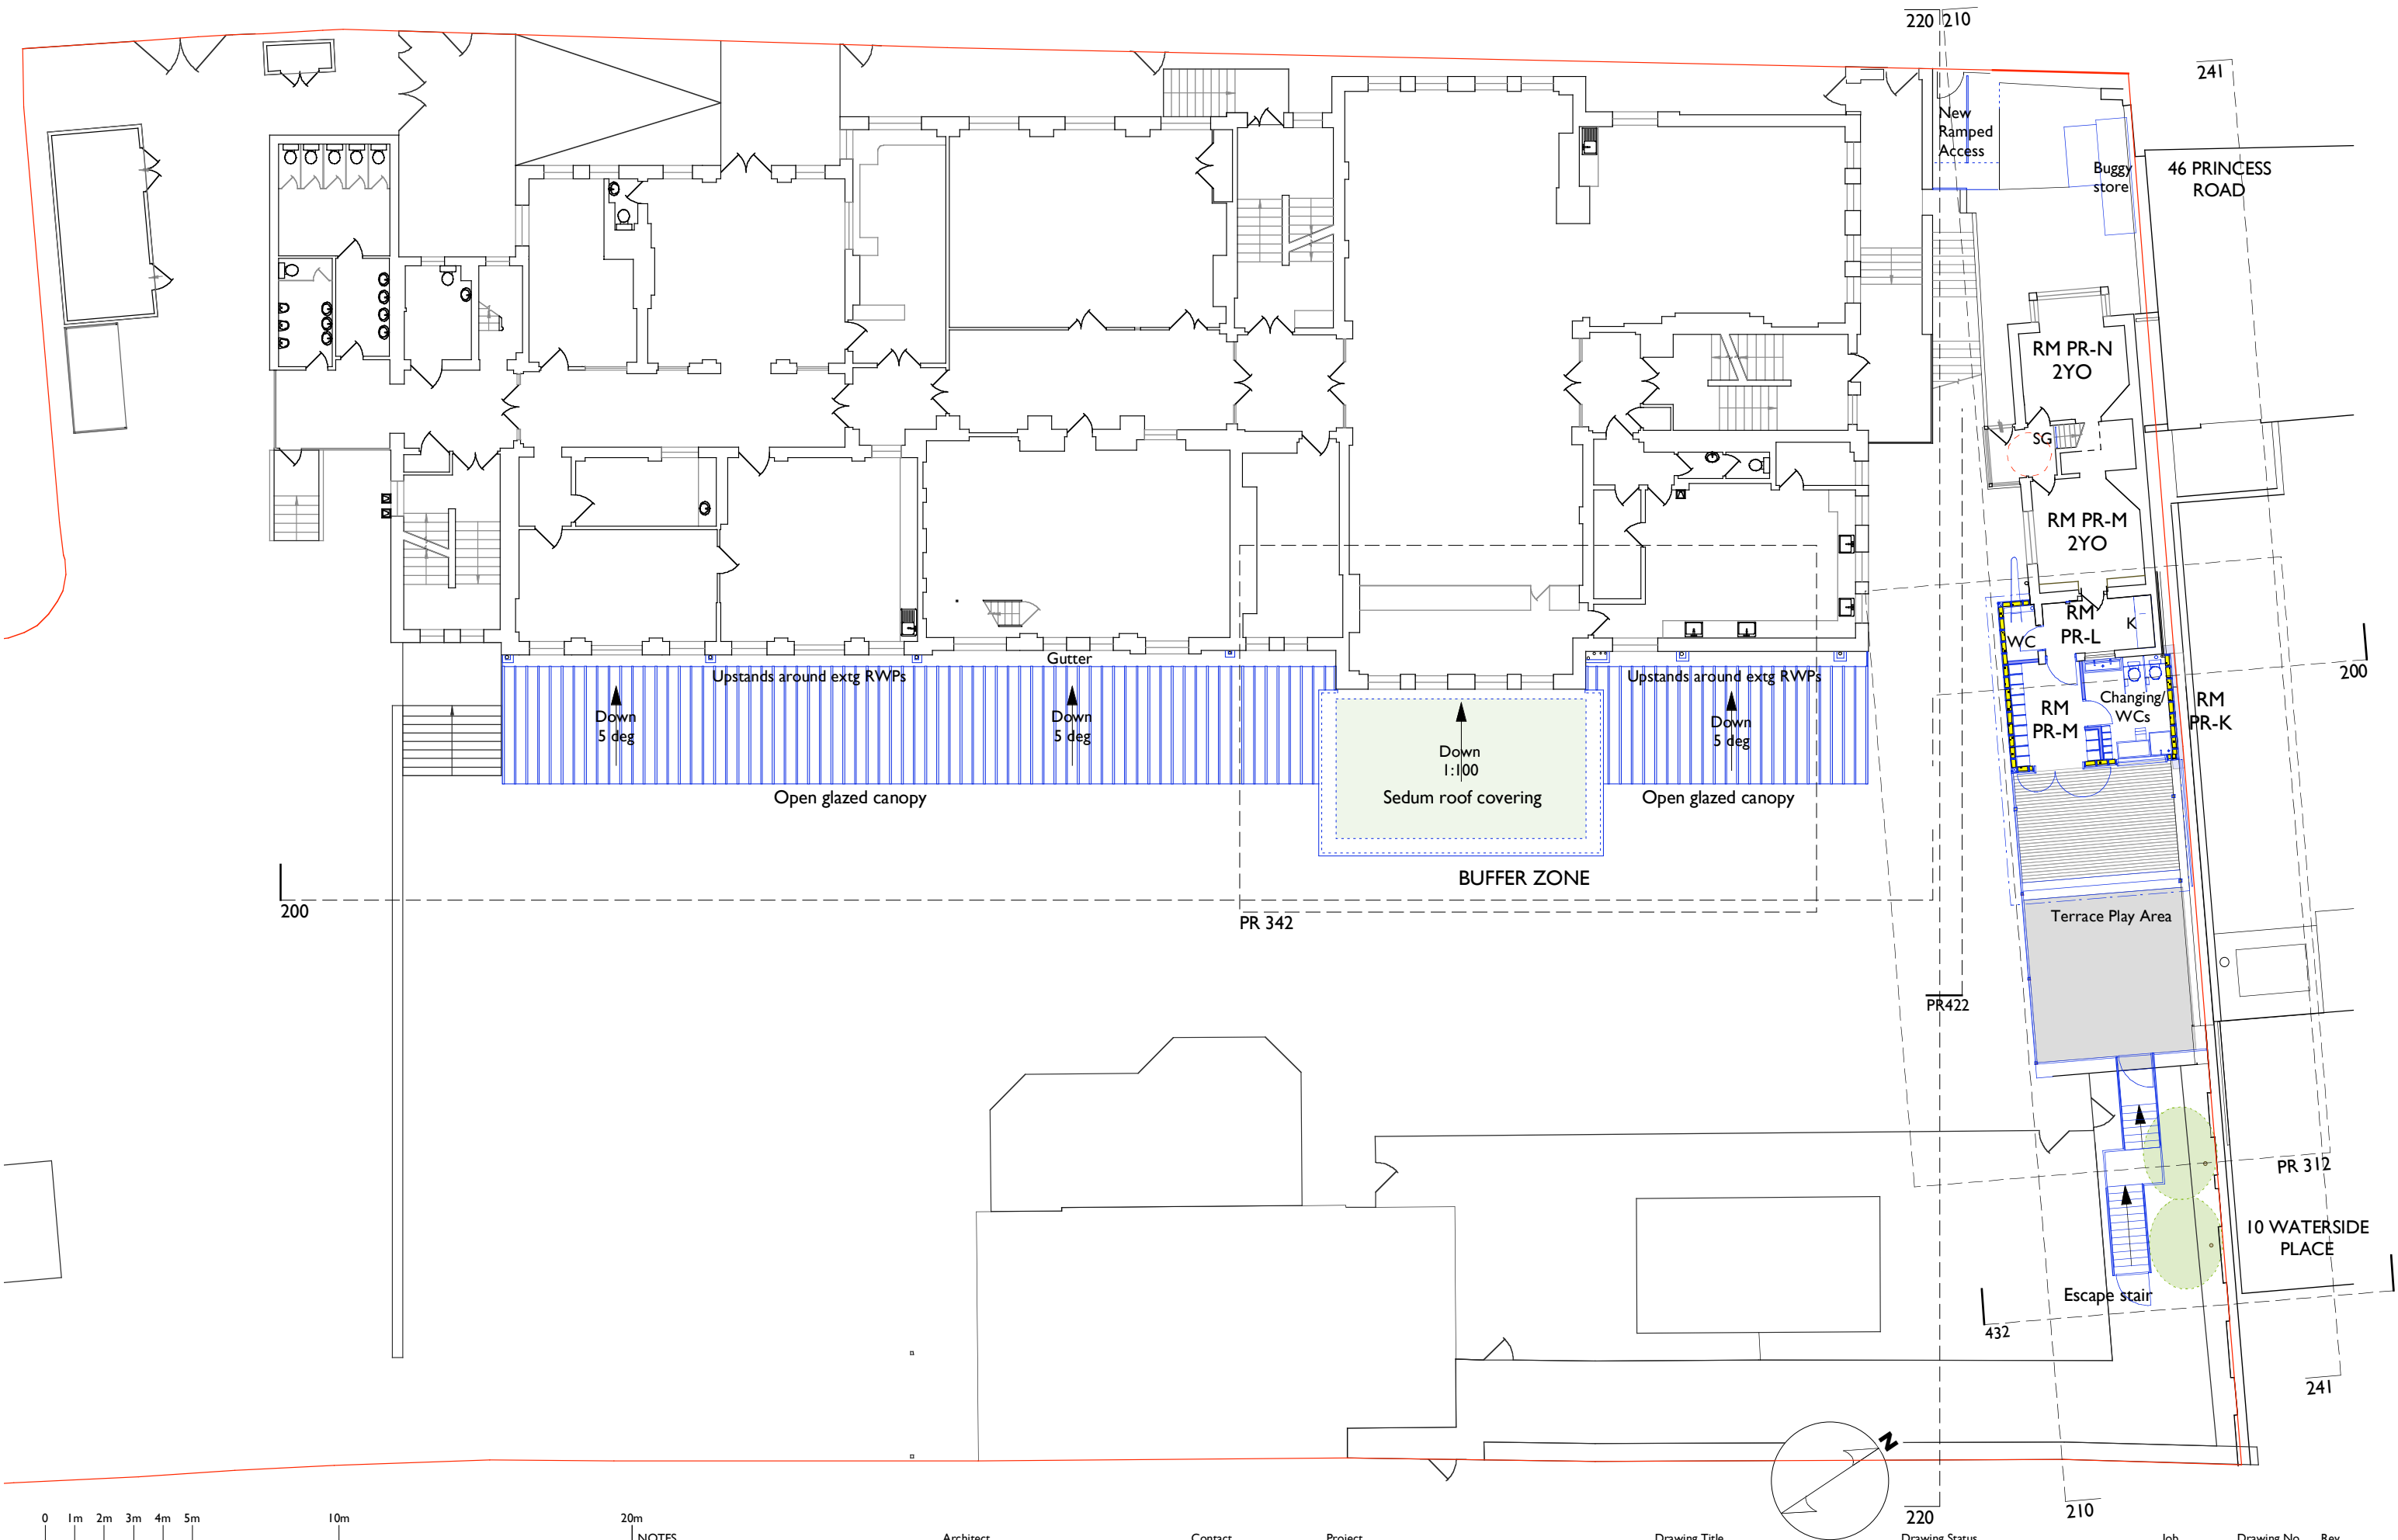 220
210
241
New
Ramped
Access
Buggy
store
46 PRINCESS
ROAD
RM PR-N
2YO
SG
RM PR-M
2YO
RM
PR-L
K
WC
Gutter
Upstands around extg RWPs
Upstands around extg RWPs
200
Changing/
WCs
RM
PR-M
RM
PR-K
Down
5 deg
Down
5 deg
Down
5 deg
Down
1:100
Open glazed canopy
Sedum roof covering
Open glazed canopy
BUFFER ZONE
200
PR 342
Terrace Play Area
PR422
PR 312
10 WATERSIDE
PLACE
Escape stair
432
241
N
220
210
0 1m 2m 3m 4m 5m 10m 20m
NOTES Architect Contact Project Drawing Title Drawing Status Job Drawing No Rev